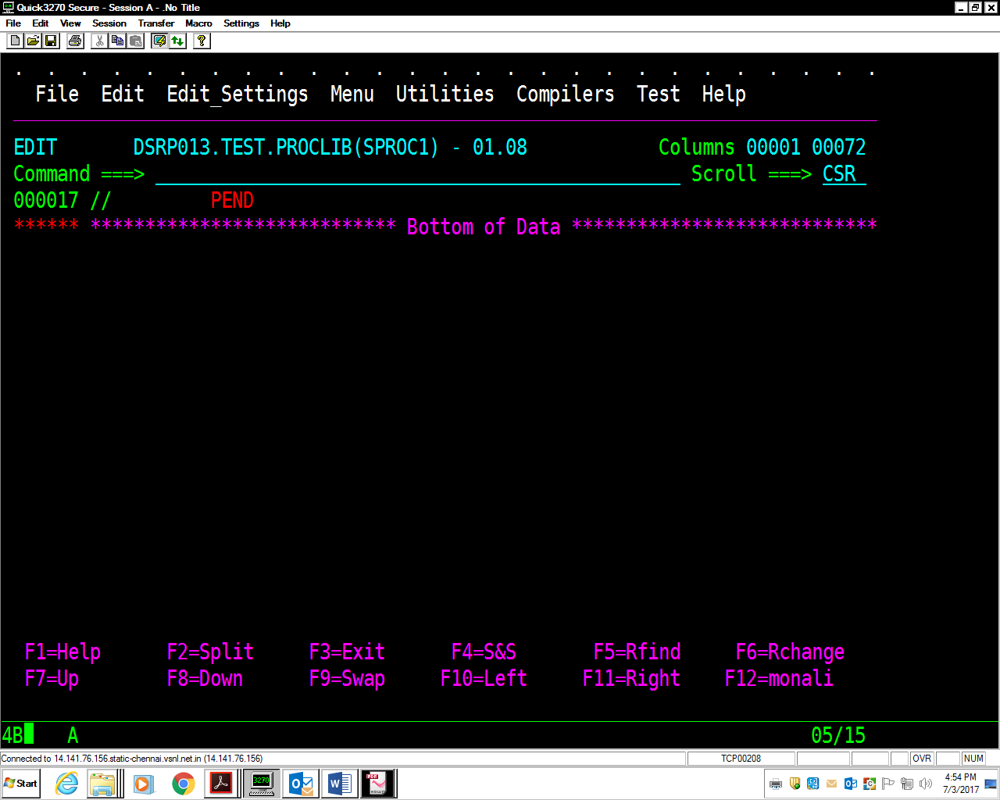 Quick3270 Secure - Session A - .No Title
File Edit View Session Transfer Macro Settings Help
. . . . . . . . . . . . . . . . . . . . . . . . . . .
File Edit Edit_Settings Menu Utilities Compilers Test Help
EDIT DSRP013.TEST.PROCLIB(SPROC1) - 01.08 Columns 00001 00072
Command ===> Scroll ===> CSR
000017 // PEND
****** **************************** Bottom of Data ****************************
F1=Help F2=Split F3=Exit F4=S&S F5=Rfind F6=Rchange
F7=Up F8=Down F9=Swap F10=Left F11=Right F12=monali
4B A 05/15
Connected to 14.141.76.156.static-chennai.vsnl.net.in (14.141.76.156) TCP00208 OVR NUM
Start 3270 PDF 4:54 PM
7/3/2017